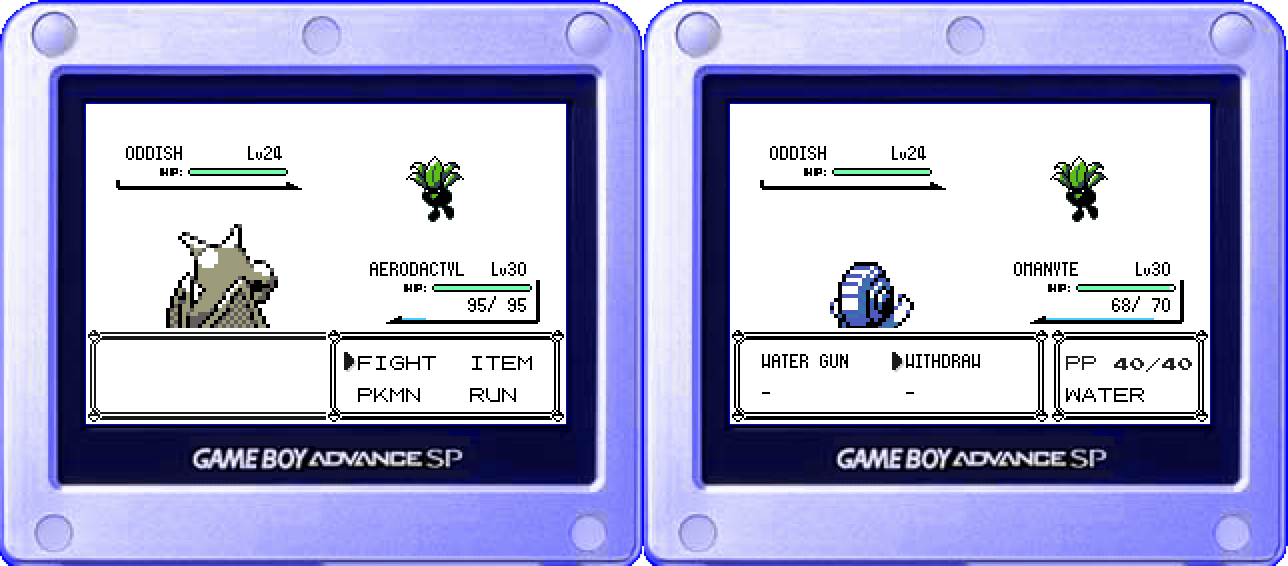 ODDISH Lv24
HP:
AERODACTYL Lv30
HP:
95/ 95
FIGHT ITEM
PKMN RUN
GAME BOY ADVANCE SP
ODDISH Lv24
HP:
OMANYTE Lv30
HP:
68/ 70
WATER GUN WITHDRAW
- -
PP 40/40
WATER
GAME BOY ADVANCE SP